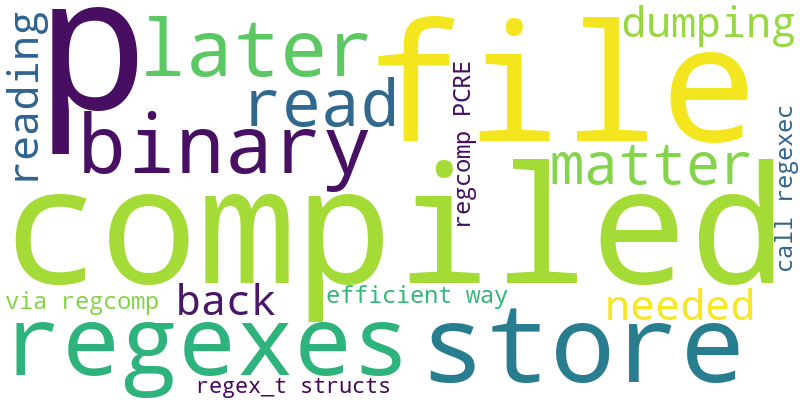 p
later
file
dumping
reading
read
binary
regcomp PCRE
matter
call regexec
compiled
via regcomp
back
efficient way
needed
regexes
store
regex_t structs